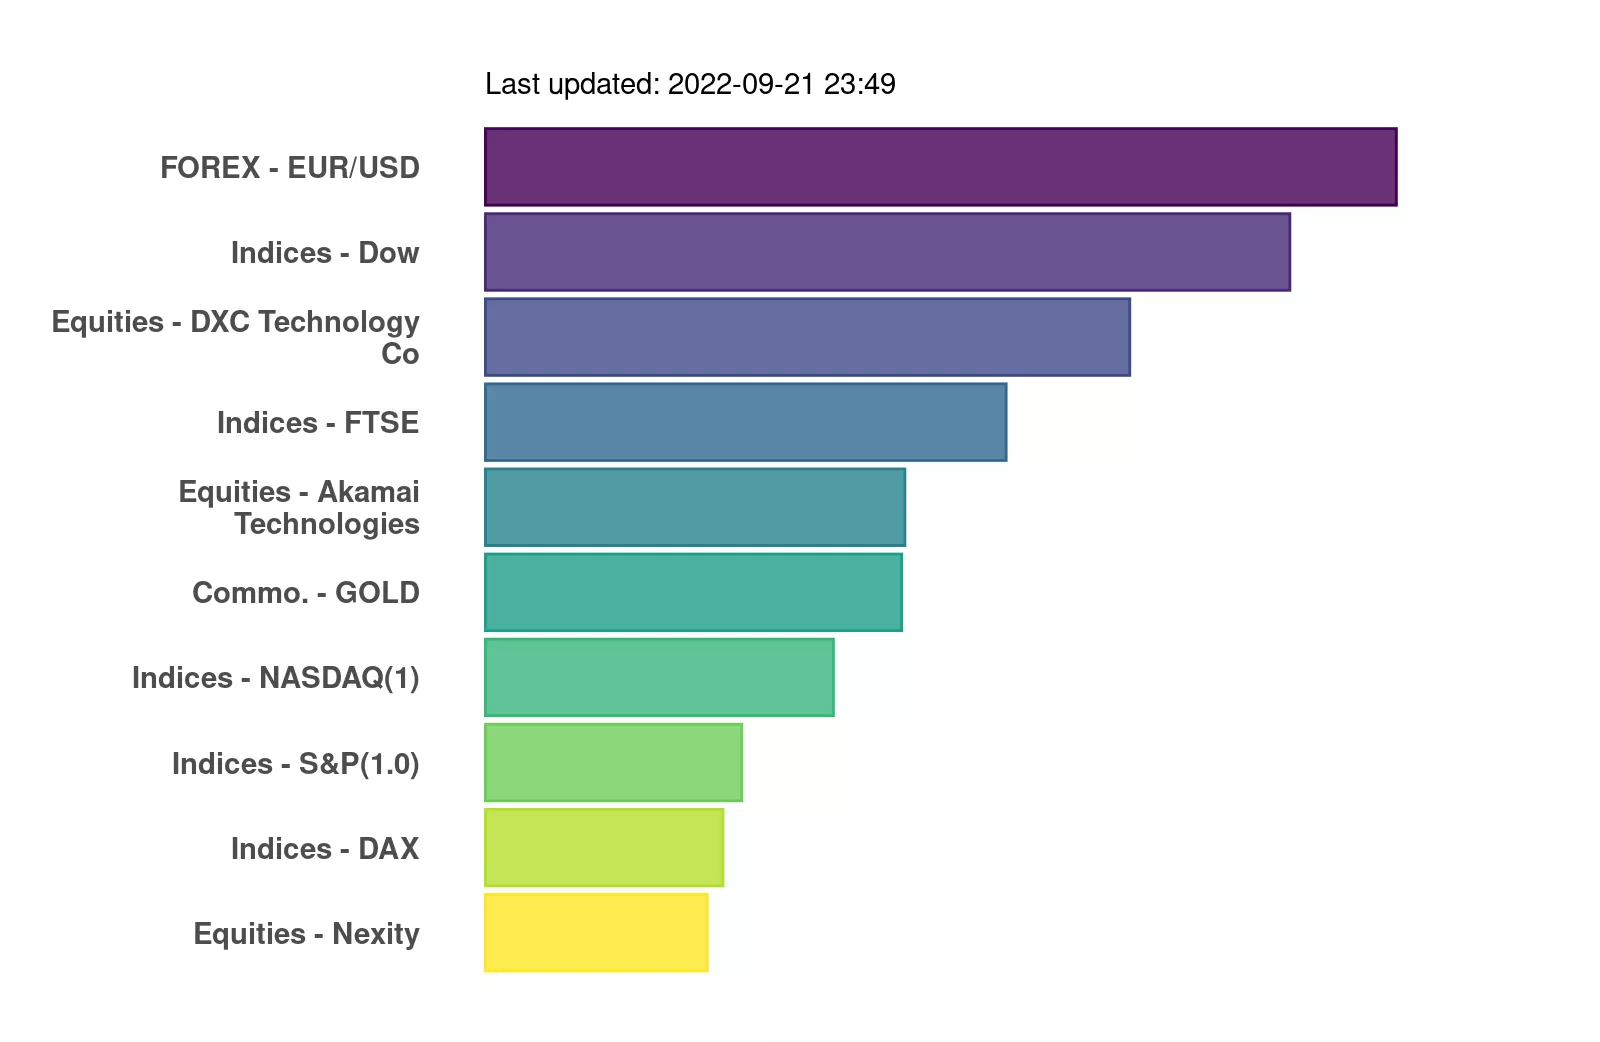 Last updated: 2022-09-21 23:49
FOREX - EUR/USD
Indices - Dow
Equities - DXC Technology
Co
Indices - FTSE
Equities - Akamai
Technologies
Commo. - GOLD
Indices - NASDAQ(1)
Indices - S&P(1.0)
Indices - DAX
Equities - Nexity